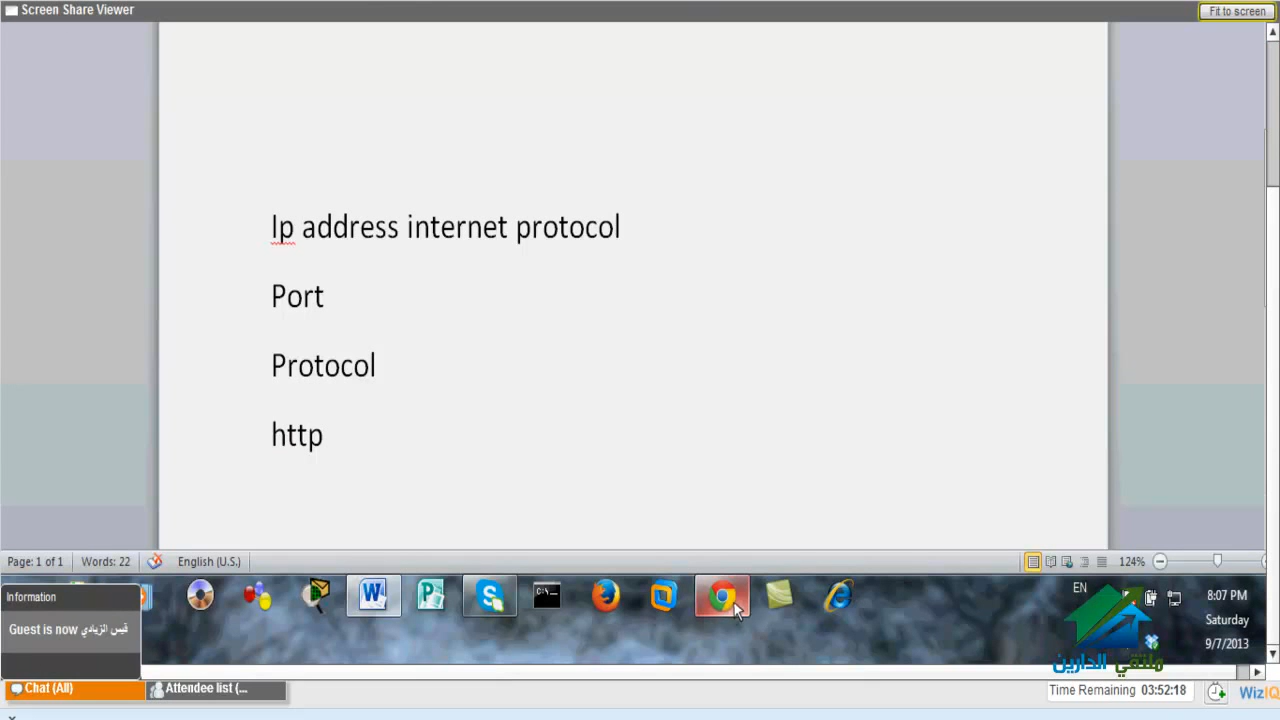 Screen Share Viewer
Fit to screen
Ip address internet protocol
Port
Protocol
http
Page: 1 of 1
Words: 22
English (U.S.)
124%
Information
Guest is now قيس الزيادي
C:\._
EN
8:07 PM
Saturday
9/7/2013
ملتقي الدارين
Chat (All)
Attendee list (...
Time Remaining 03:52:18
WizIQ